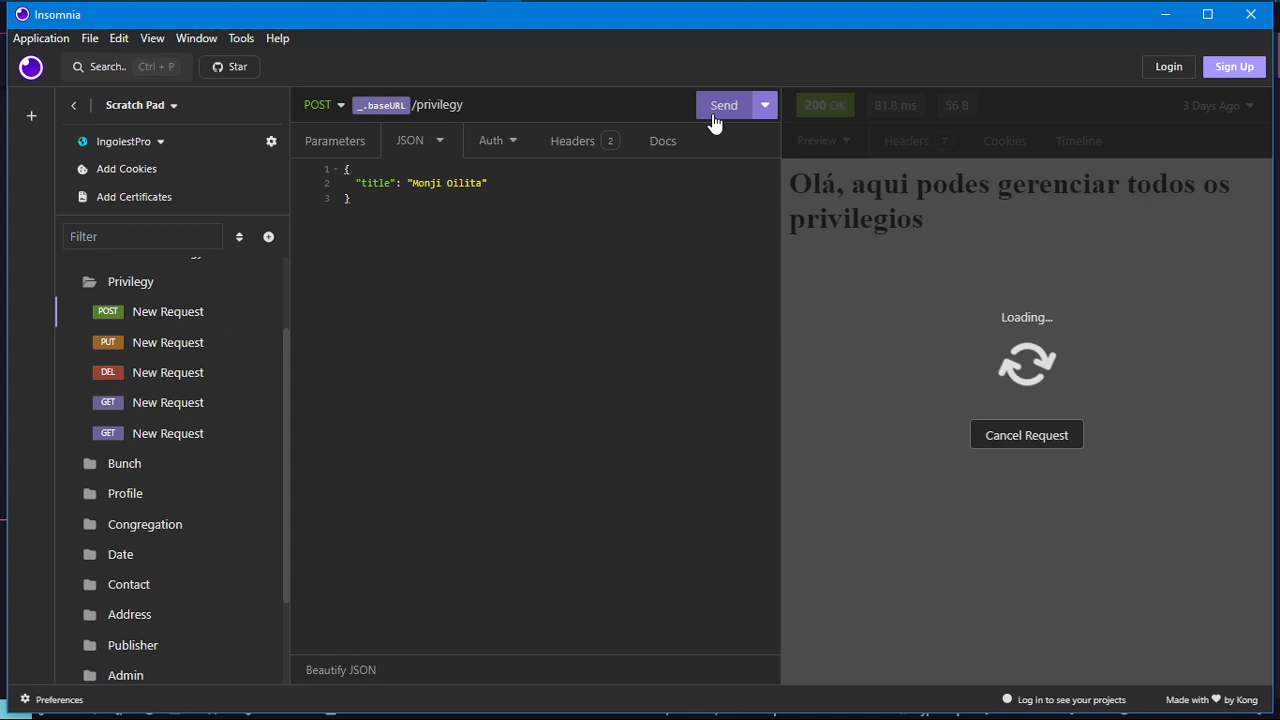 Insomnia
Application File Edit View Window Tools Help
Search.. Ctrl + P Star Login Sign Up
Scratch Pad
POST _.baseURL /privilegy Send
200 OK 81.8 ms 56 B 3 Days Ago
IngolestPro
Parameters JSON Auth Headers 2 Docs
Preview Headers 7 Cookies Timeline
Add Cookies
Add Certificates
1 {
2 "title": "Monji Oilita"
3 }
Olá, aqui podes gerenciar todos os
privilegios
Filter
Privilegy
POST New Request
PUT New Request
DEL New Request
GET New Request
GET New Request
Loading...
Cancel Request
Bunch
Profile
Congregation
Date
Contact
Address
Publisher
Admin
Beautify JSON
Preferences
Log in to see your projects
Made with ♥ by Kong